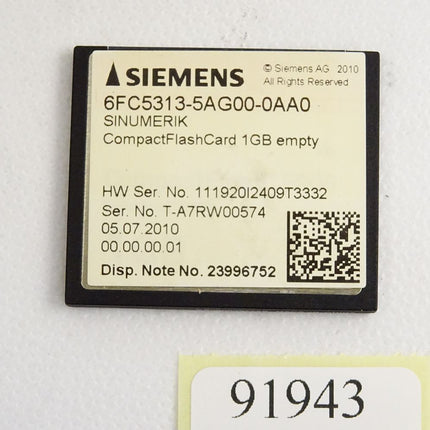 SIEMENS
© Siemens AG 2010
All Rights Reserved
6FC5313-5AG00-0AA0
SINUMERIK
CompactFlashCard 1GB empty
HW Ser. No. 111920I2409T3332
Ser. No. T-A7RW00574
05.07.2010
00.00.00.01
Disp. Note No. 23996752
91943